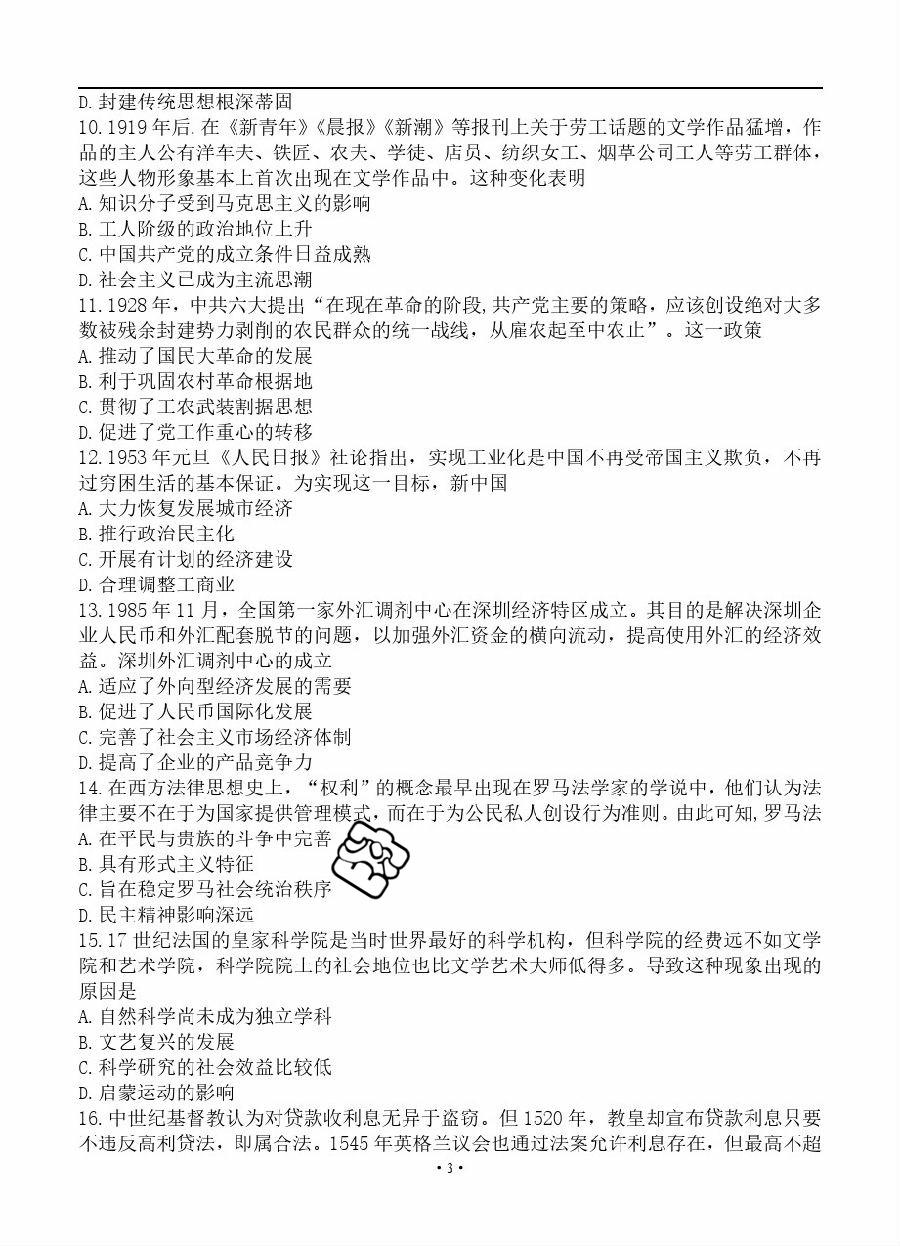 D. 封建传统思想根深蒂固
10.1919年后. 在《新青年》《晨报》《新潮》等报刊上关于劳工话题的文学作品猛增，作
品的主人公有洋车夫、铁匠、农夫、学徒、店员、纺织女工、烟草公司工人等劳工群体，
这些人物形象基本上首次出现在文学作品中。这种变化表明
A. 知识分子受到马克思主义的影响
B. 工人阶级的政治地位上升
C. 中国共产党的成立条件日益成熟
D. 社会主义已成为主流思潮
11.1928年，中共六大提出“在现在革命的阶段,共产党主要的策略，应该创设绝对大多
数被残余封建势力剥削的农民群众的统一战线，从雇农起至中农止”。这一政策
A. 推动了国民大革命的发展
B. 利于巩固农村革命根据地
C. 贯彻了工农武装割据思想
D. 促进了党工作重心的转移
12.1953年元旦《人民日报》社论指出，实现工业化是中国不再受帝国主义欺负，不再
过穷困生活的基本保证。为实现这一目标，新中国
A. 大力恢复发展城市经济
B. 推行政治民主化
C. 开展有计划的经济建设
D. 合理调整工商业
13.1985年11月，全国第一家外汇调剂中心在深圳经济特区成立。其目的是解决深圳企
业人民币和外汇配套脱节的问题，以加强外汇资金的横向流动，提高使用外汇的经济效
益。深圳外汇调剂中心的成立
A. 适应了外向型经济发展的需要
B. 促进了人民币国际化发展
C. 完善了社会主义市场经济体制
D. 提高了企业的产品竞争力
14. 在西方法律思想史上，“权利”的概念最早出现在罗马法学家的学说中，他们认为法
律主要不在于为国家提供管理模式，而在于为公民私人创设行为准则。由此可知,罗马法
A. 在平民与贵族的斗争中完善
B. 具有形式主义特征
C. 旨在稳定罗马社会统治秩序
D. 民主精神影响深远
15.17世纪法国的皇家科学院是当时世界最好的科学机构，但科学院的经费远不如文学
院和艺术学院，科学院院士的社会地位也比文学艺术大师低得多。导致这种现象出现的
原因是
A. 自然科学尚未成为独立学科
B. 文艺复兴的发展
C. 科学研究的社会效益比较低
D. 启蒙运动的影响
16. 中世纪基督教认为对贷款收利息无异于盗窃。但1520年，教皇却宣布贷款利息只要
不违反高利贷法，即属合法。1545年英格兰议会也通过法案允许利息存在，但最高不超
·3·